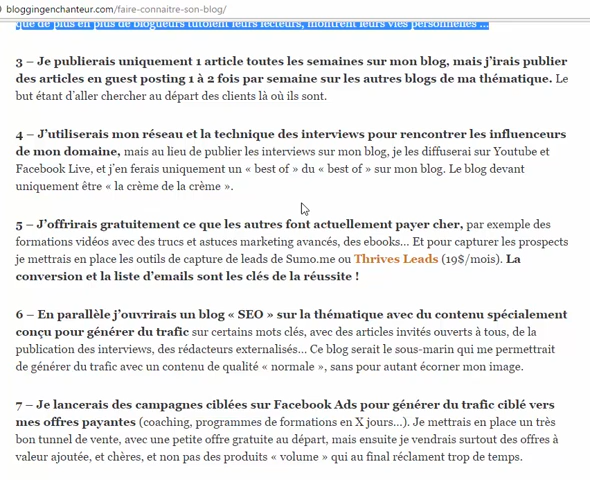 bloggingenchanteur.com/faire-connaitre-son-blog/
que de plus en plus de blogueurs tutoient leurs lecteurs, montrent leurs vies personnelles ...
3 – Je publierais uniquement 1 article toutes les semaines sur mon blog, mais j'irais publier
des articles en guest posting 1 à 2 fois par semaine sur les autres blogs de ma thématique. Le
but étant d'aller chercher au départ des clients là où ils sont.
4 – J'utiliserais mon réseau et la technique des interviews pour rencontrer les influenceurs
de mon domaine, mais au lieu de publier les interviews sur mon blog, je les diffuserai sur Youtube et
Facebook Live, et j'en ferais uniquement un « best of » du « best of » sur mon blog. Le blog devant
uniquement être « la crème de la crème ».
5 – J'offrirais gratuitement ce que les autres font actuellement payer cher, par exemple des
formations vidéos avec des trucs et astuces marketing avancés, des ebooks... Et pour capturer les prospects
je mettrais en place les outils de capture de leads de Sumo.me ou Thrives Leads (19$/mois). La
conversion et la liste d'emails sont les clés de la réussite !
6 – En parallèle j'ouvrirais un blog « SEO » sur la thématique avec du contenu spécialement
conçu pour générer du trafic sur certains mots clés, avec des articles invités ouverts à tous, de la
publication des interviews, des rédacteurs externalisés... Ce blog serait le sous-marin qui me permettrait
de générer du trafic avec un contenu de qualité « normale », sans pour autant écorner mon image.
7 – Je lancerais des campagnes ciblées sur Facebook Ads pour générer du trafic ciblé vers
mes offres payantes (coaching, programmes de formations en X jours...). Je mettrais en place un très
bon tunnel de vente, avec une petite offre gratuite au départ, mais ensuite je vendrais surtout des offres à
valeur ajoutée, et chères, et non pas des produits « volume » qui au final réclament trop de temps.